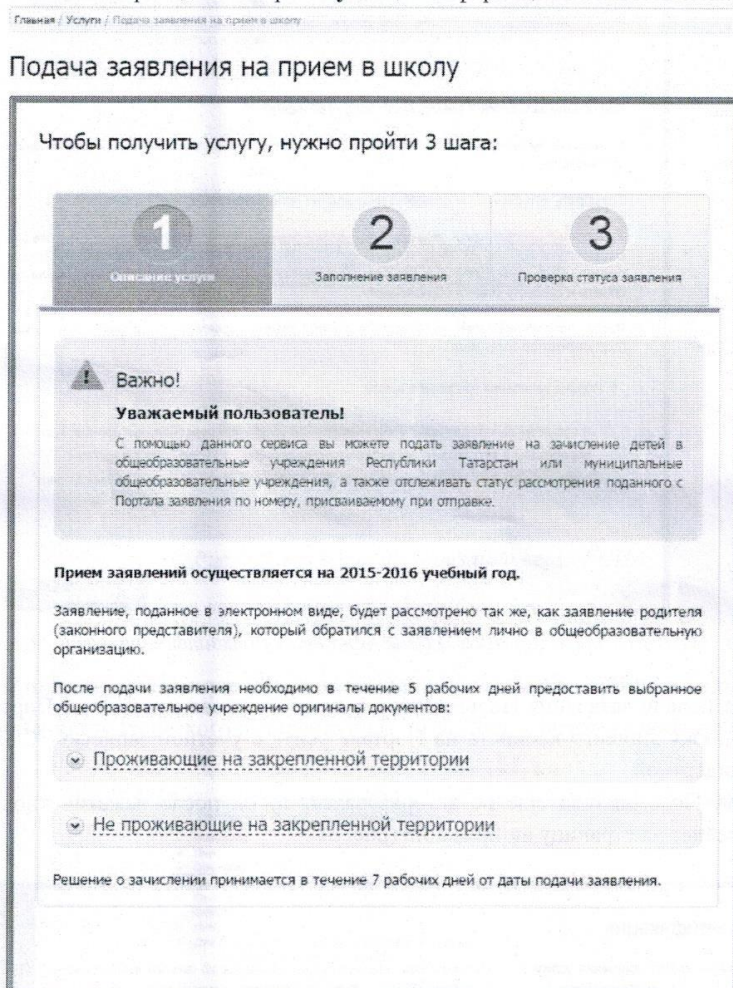 Главная / Услуги / Подача заявления на прием в школу
Подача заявления на прием в школу
Чтобы получить услугу, нужно пройти 3 шага:
1
2
3
Описание услуги
Заполнение заявления
Проверка статуса заявления
Важно!
Уважаемый пользователь!
С помощью данного сервиса вы можете подать заявление на зачисление детей в
общеобразовательные учреждения Республики Татарстан или муниципальные
общеобразовательные учреждения, а также отслеживать статус рассмотрения поданного с
Портала заявления по номеру, присваиваемому при отправке.
Прием заявлений осуществляется на 2015-2016 учебный год.
Заявление, поданное в электронном виде, будет рассмотрено так же, как заявление родителя
(законного представителя), который обратился с заявлением лично в общеобразовательную
организацию.
После подачи заявления необходимо в течение 5 рабочих дней предоставить выбранное
общеобразовательное учреждение оригиналы документов:
Проживающие на закрепленной территории
Не проживающие на закрепленной территории
Решение о зачислении принимается в течение 7 рабочих дней от даты подачи заявления.